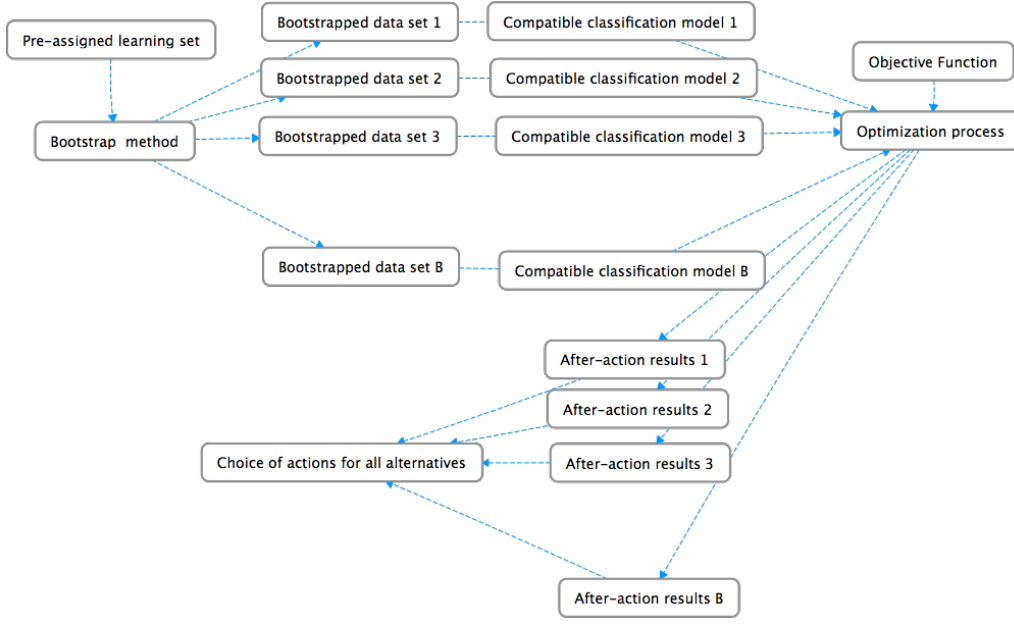 Pre-assigned learning set
Bootstrapped data set 1
Compatible classification model 1
Objective Function
Bootstrapped data set 2
Compatible classification model 2
Bootstrap method
Bootstrapped data set 3
Compatible classification model 3
Optimization process
Bootstrapped data set B
Compatible classification model B
After-action results 1
After-action results 2
Choice of actions for all alternatives
After-action results 3
After-action results B